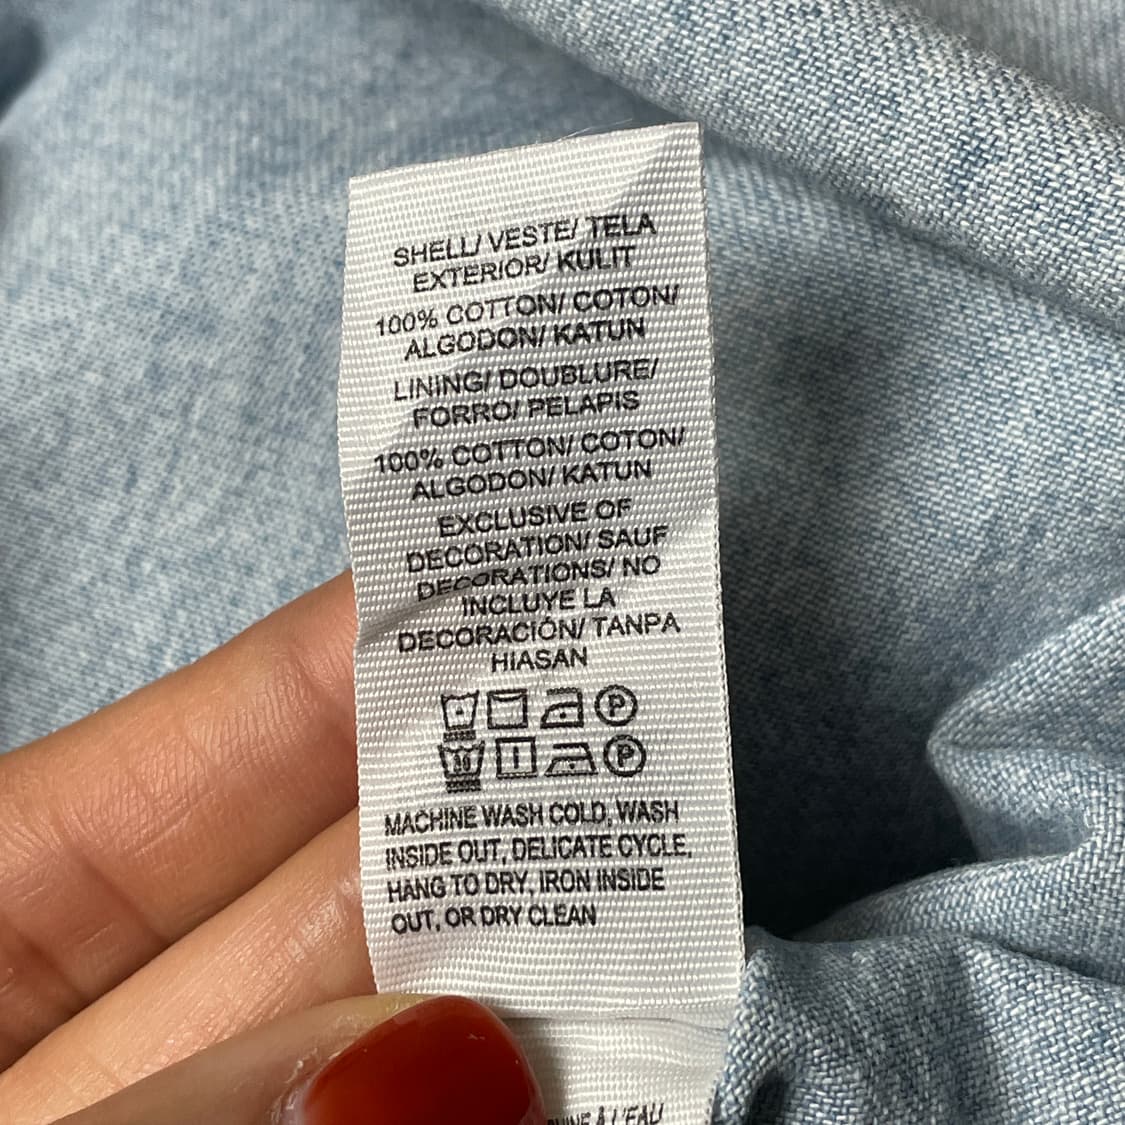 SHELL/ VESTE/ TELA
EXTERIOR/ KULIT
100% COTTON/ COTON/
ALGODON/ KATUN
LINING/ DOUBLURE/
FORRO/ PELAPIS
100% COTTON/ COTON/
ALGODON/ KATUN
EXCLUSIVE OF
DECORATION/ SAUF
DECORATIONS/ NO
INCLUYE LA
DECORACIÓN/ TANPA
HIASAN
P
30 P
MACHINE WASH COLD, WASH
INSIDE OUT, DELICATE CYCLE,
HANG TO DRY, IRON INSIDE
OUT, OR DRY CLEAN
À L'EAU